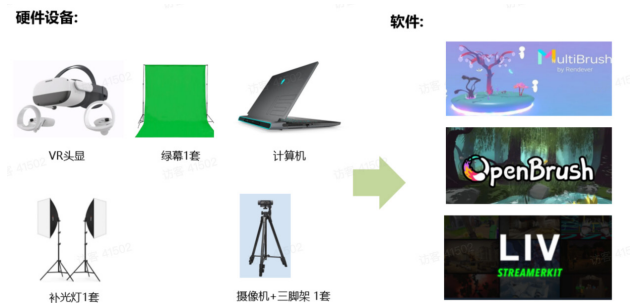 硬件设备:
软件:
MultiBrush
by Rendever
OpenBrush
VR头显
绿幕1套
计算机
LIV
STREAMERKIT
补光灯1套
摄像机+三脚架 1套